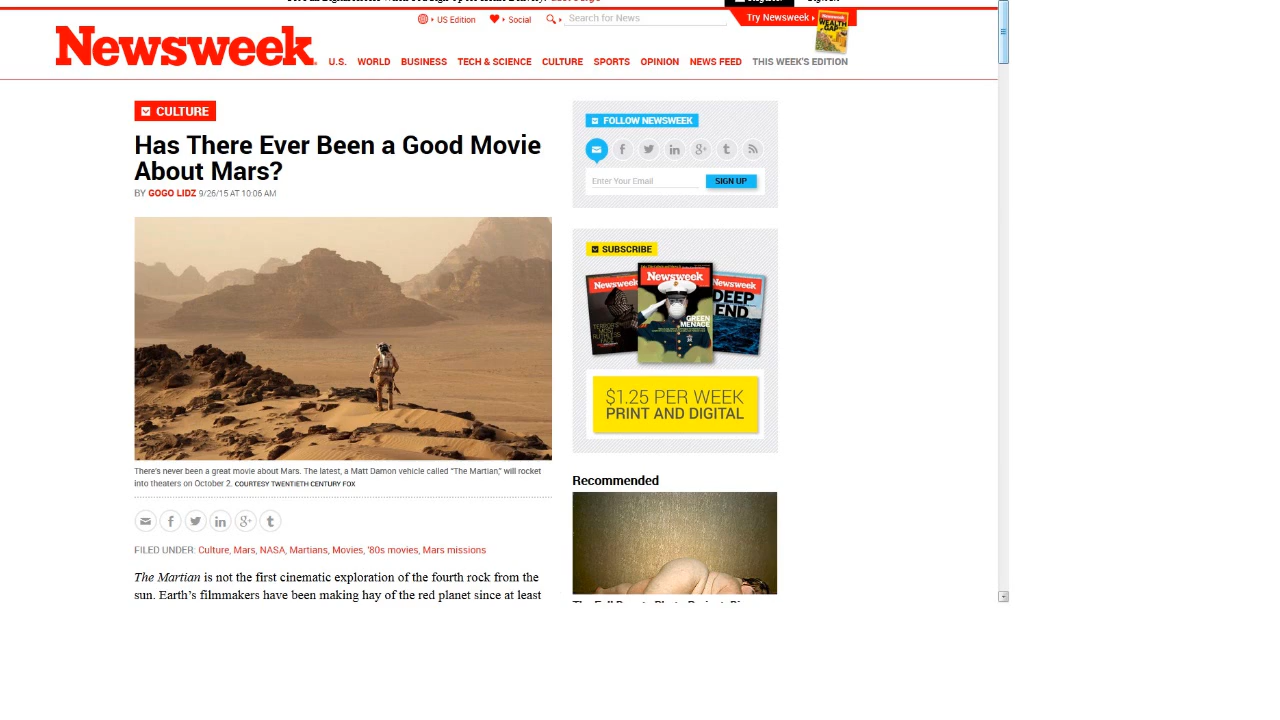 US Edition
Social
Search for News
Try Newsweek
WEALTH
GAP
Newsweek
U.S. WORLD BUSINESS TECH & SCIENCE CULTURE SPORTS OPINION NEWS FEED THIS WEEK'S EDITION
CULTURE
Has There Ever Been a Good Movie
About Mars?
BY GOGO LIDZ 9/26/15 AT 10:06 AM
There's never been a great movie about Mars. The latest, a Matt Damon vehicle called "The Martian," will rocket
into theaters on October 2. COURTESY TWENTIETH CENTURY FOX
FILED UNDER: Culture, Mars, NASA, Martians, Movies, '80s movies, Mars missions
The Martian is not the first cinematic exploration of the fourth rock from the
sun. Earth's filmmakers have been making hay of the red planet since at least
FOLLOW NEWSWEEK
Enter Your Email
SIGN UP
SUBSCRIBE
Newsweek
Newsweek
Newsweek
GREEN
MENACE
DEEP
END
$1.25 PER WEEK
PRINT AND DIGITAL
Recommended